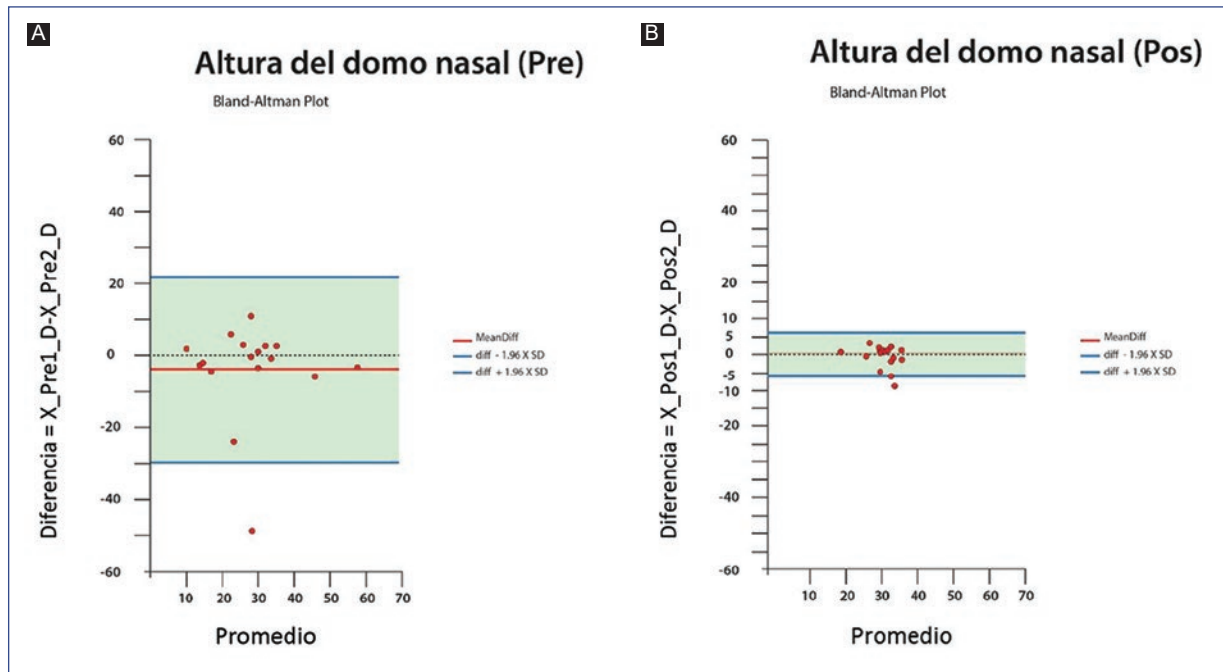 A
Altura del domo nasal (Pre)
Bland-Altman Plot
Diferencia = X_Pre1_D-X_Pre2_D
60
40
20
0
-20
-40
-60
10 20 30 40 50 60 70
Promedio
MeanDiff
diff - 1.96 X SD
diff + 1.96 X SD
B
Altura del domo nasal (Pos)
Bland-Altman Plot
Diferencia = X_Pos1_D-X_Pos2_D
60
40
20
10
5
0
-5
-10
-20
-40
-60
10 20 30 40 50 60 70
Promedio
MeanDiff
diff - 1.96 X SD
diff + 1.96 X SD